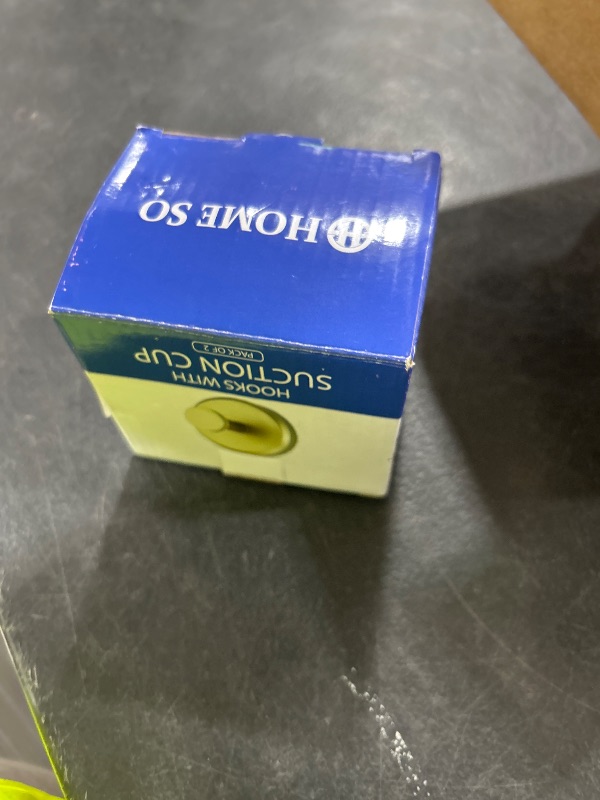 HOME SO
HOOKS WITH
SUCTION CUP
PACK OF 2